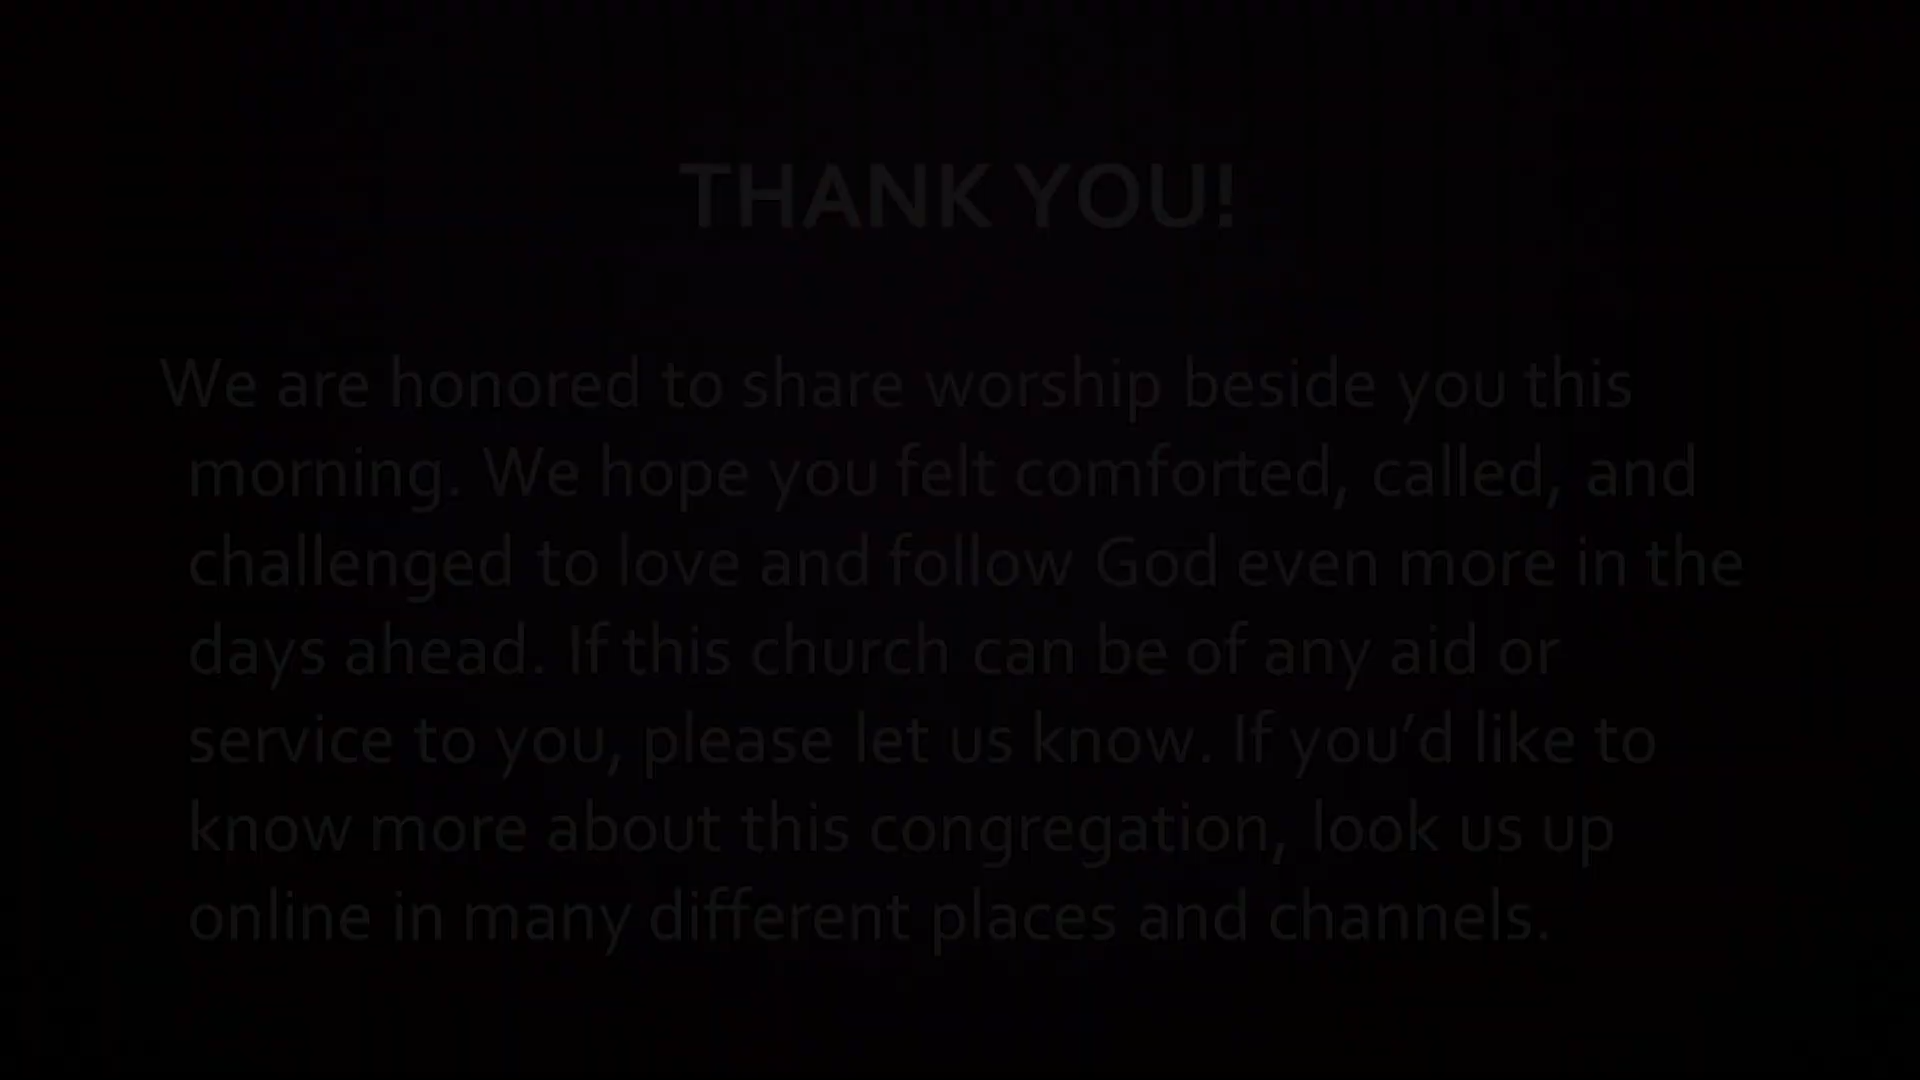 THANK YOU!
We are honored to share worship beside you this
morning. We hope you felt comforted, called, and
challenged to love and follow God even more in the
days ahead. If this church can be of any aid or
service to you, please let us know. If you’d like to
know more about this congregation, look us up
online in many different places and channels.